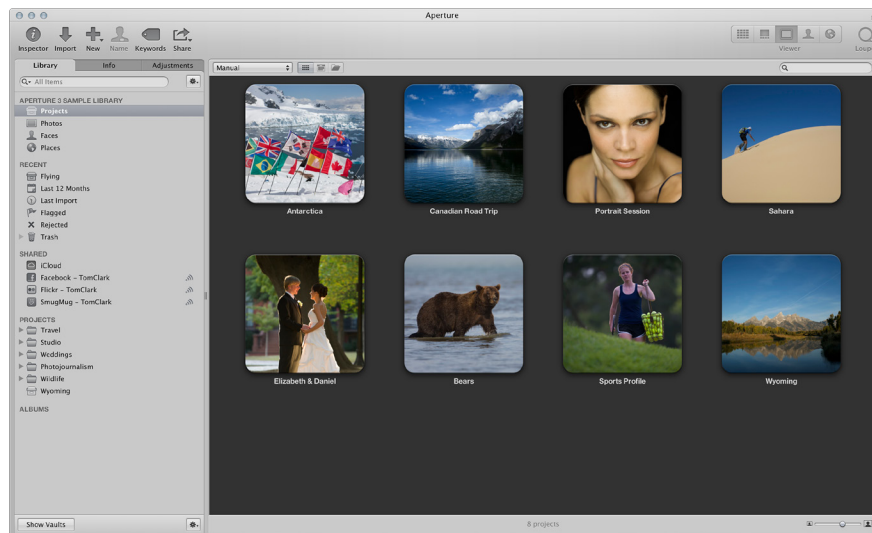 Aperture
Inspector Import New Name Keywords Share
Viewer
Loupe
Library Info Adjustments
Manual
All Items
APERTURE 3 SAMPLE LIBRARY
Projects
Photos
Faces
Places
RECENT
Flying
Last 12 Months
Last Import
Flagged
Rejected
Trash
SHARED
iCloud
Facebook – TomClark
Flickr – TomClark
SmugMug – TomClark
PROJECTS
Travel
Studio
Weddings
Photojournalism
Wildlife
Wyoming
ALBUMS
Show Vaults
Antarctica
Canadian Road Trip
Portrait Session
Sahara
Elizabeth & Daniel
Bears
Sports Profile
Wyoming
8 projects